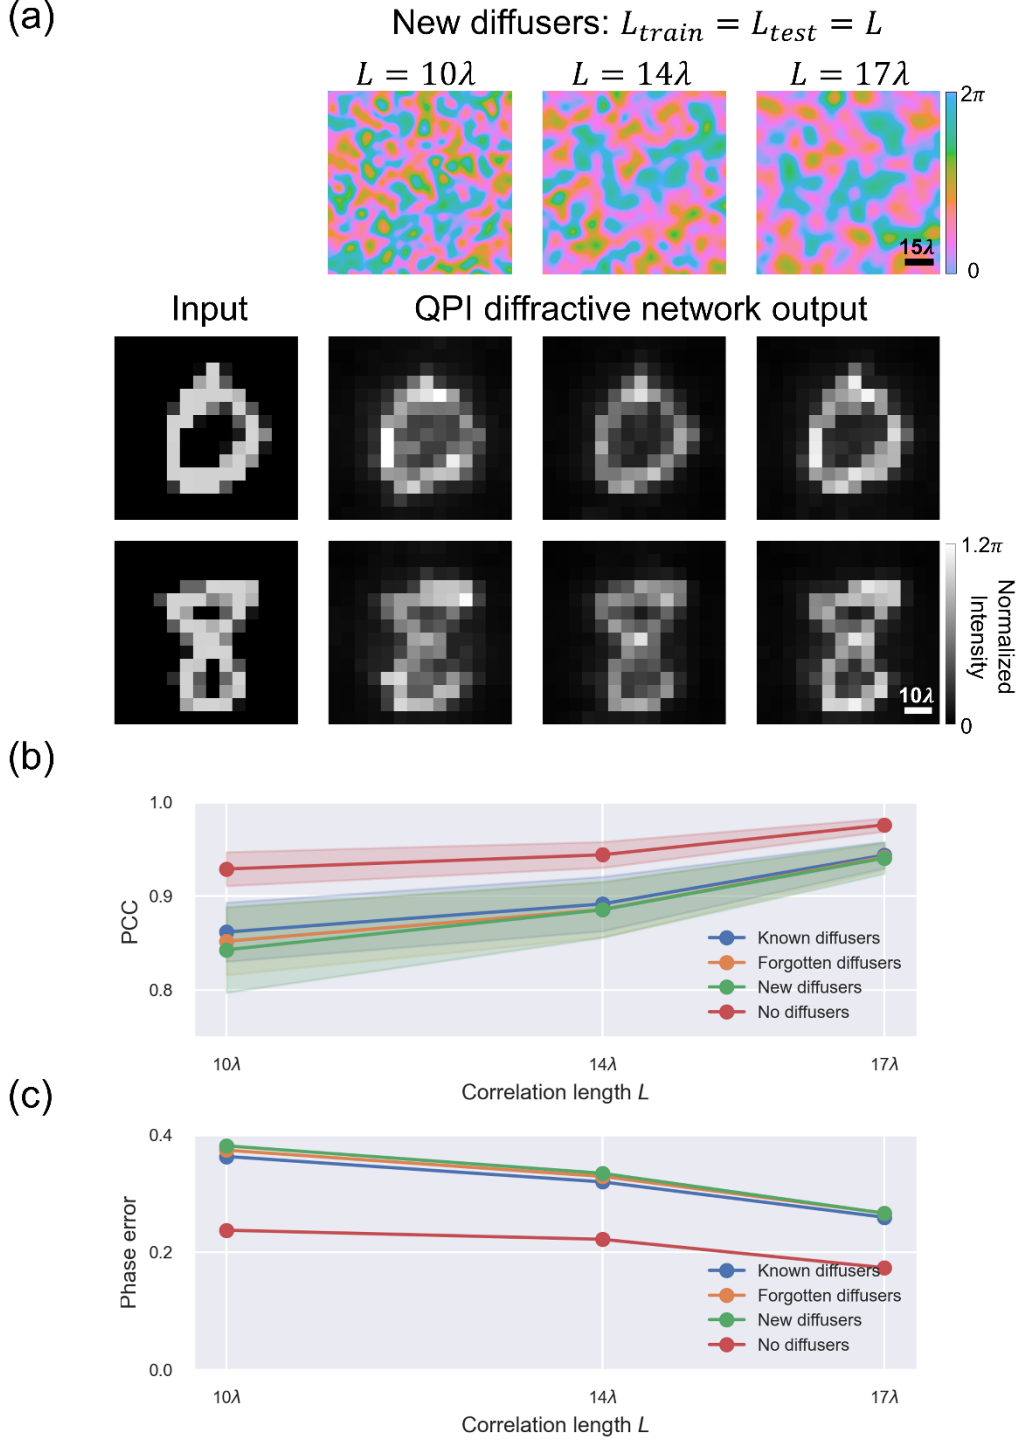 (a)
New diffusers: L_train = L_test = L
L = 10λ L = 14λ L = 17λ
2π
15λ
0
Input QPI diffractive network output
1.2π
Normalized
Intensity
10λ
0
(b)
1.0
0.9
0.8
PCC
Known diffusers
Forgotten diffusers
New diffusers
No diffusers
10λ 14λ 17λ
Correlation length L
(c)
0.4
0.2
0.0
Phase error
Known diffusers
Forgotten diffusers
New diffusers
No diffusers
10λ 14λ 17λ
Correlation length L